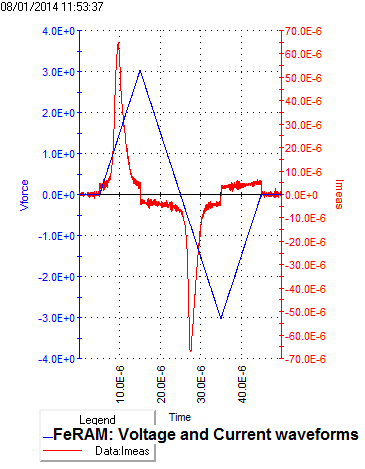 08/01/2014 11:53:37
4.0E+0
3.0E+0
2.0E+0
1.0E+0
0.0E+0
-1.0E+0
-2.0E+0
-3.0E+0
-4.0E+0
Vforce
70.0E-6
60.0E-6
50.0E-6
40.0E-6
30.0E-6
20.0E-6
10.0E-6
0.0E+0
-10.0E-6
-20.0E-6
-30.0E-6
-40.0E-6
-50.0E-6
-60.0E-6
-70.0E-6
Imeas
10.0E-6
20.0E-6
30.0E-6
40.0E-6
Time
Legend
FeRAM: Voltage and Current waveforms
Data:Imeas